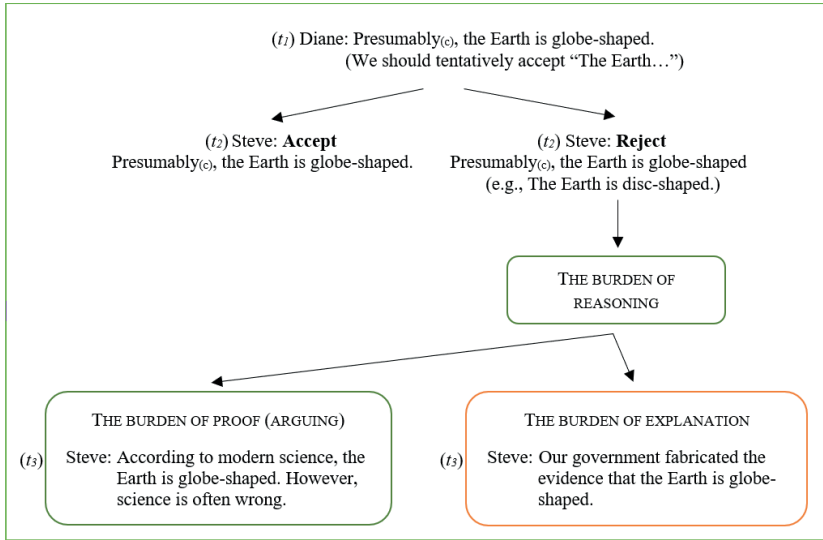 (t1) Diane: Presumably(c), the Earth is globe-shaped.
(We should tentatively accept “The Earth…”)
(t2) Steve: Accept
Presumably(c), the Earth is globe-shaped.
(t2) Steve: Reject
Presumably(c), the Earth is globe-shaped
(e.g., The Earth is disc-shaped.)
THE BURDEN OF
REASONING
THE BURDEN OF PROOF (ARGUING)
(t3) Steve: According to modern science, the
Earth is globe-shaped. However,
science is often wrong.
THE BURDEN OF EXPLANATION
(t3) Steve: Our government fabricated the
evidence that the Earth is globe-
shaped.